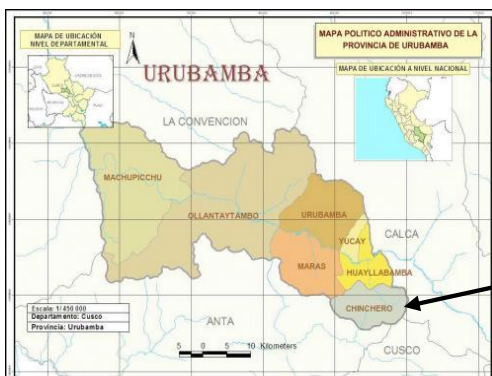 MAPA DE UBICACIÓN
NIVEL DEPARTAMENTAL
N
URUBAMBA
MAPA POLITICO ADMINISTRATIVO DE LA
PROVINCIA DE URUBAMBA
MAPA DE UBICACIÓN A NIVEL NACIONAL
LA CONVENCION
MACHUPICCHU
OLLANTAYTAMBO
URUBAMBA
YUCAY
CALCA
MARAS
HUAYLLABAMBA
CHINCHERO
ANTA
CUSCO
Escala: 1/450 000
Departamento: Cusco
Provincia: Urubamba
5 0 5 10 Kilometers